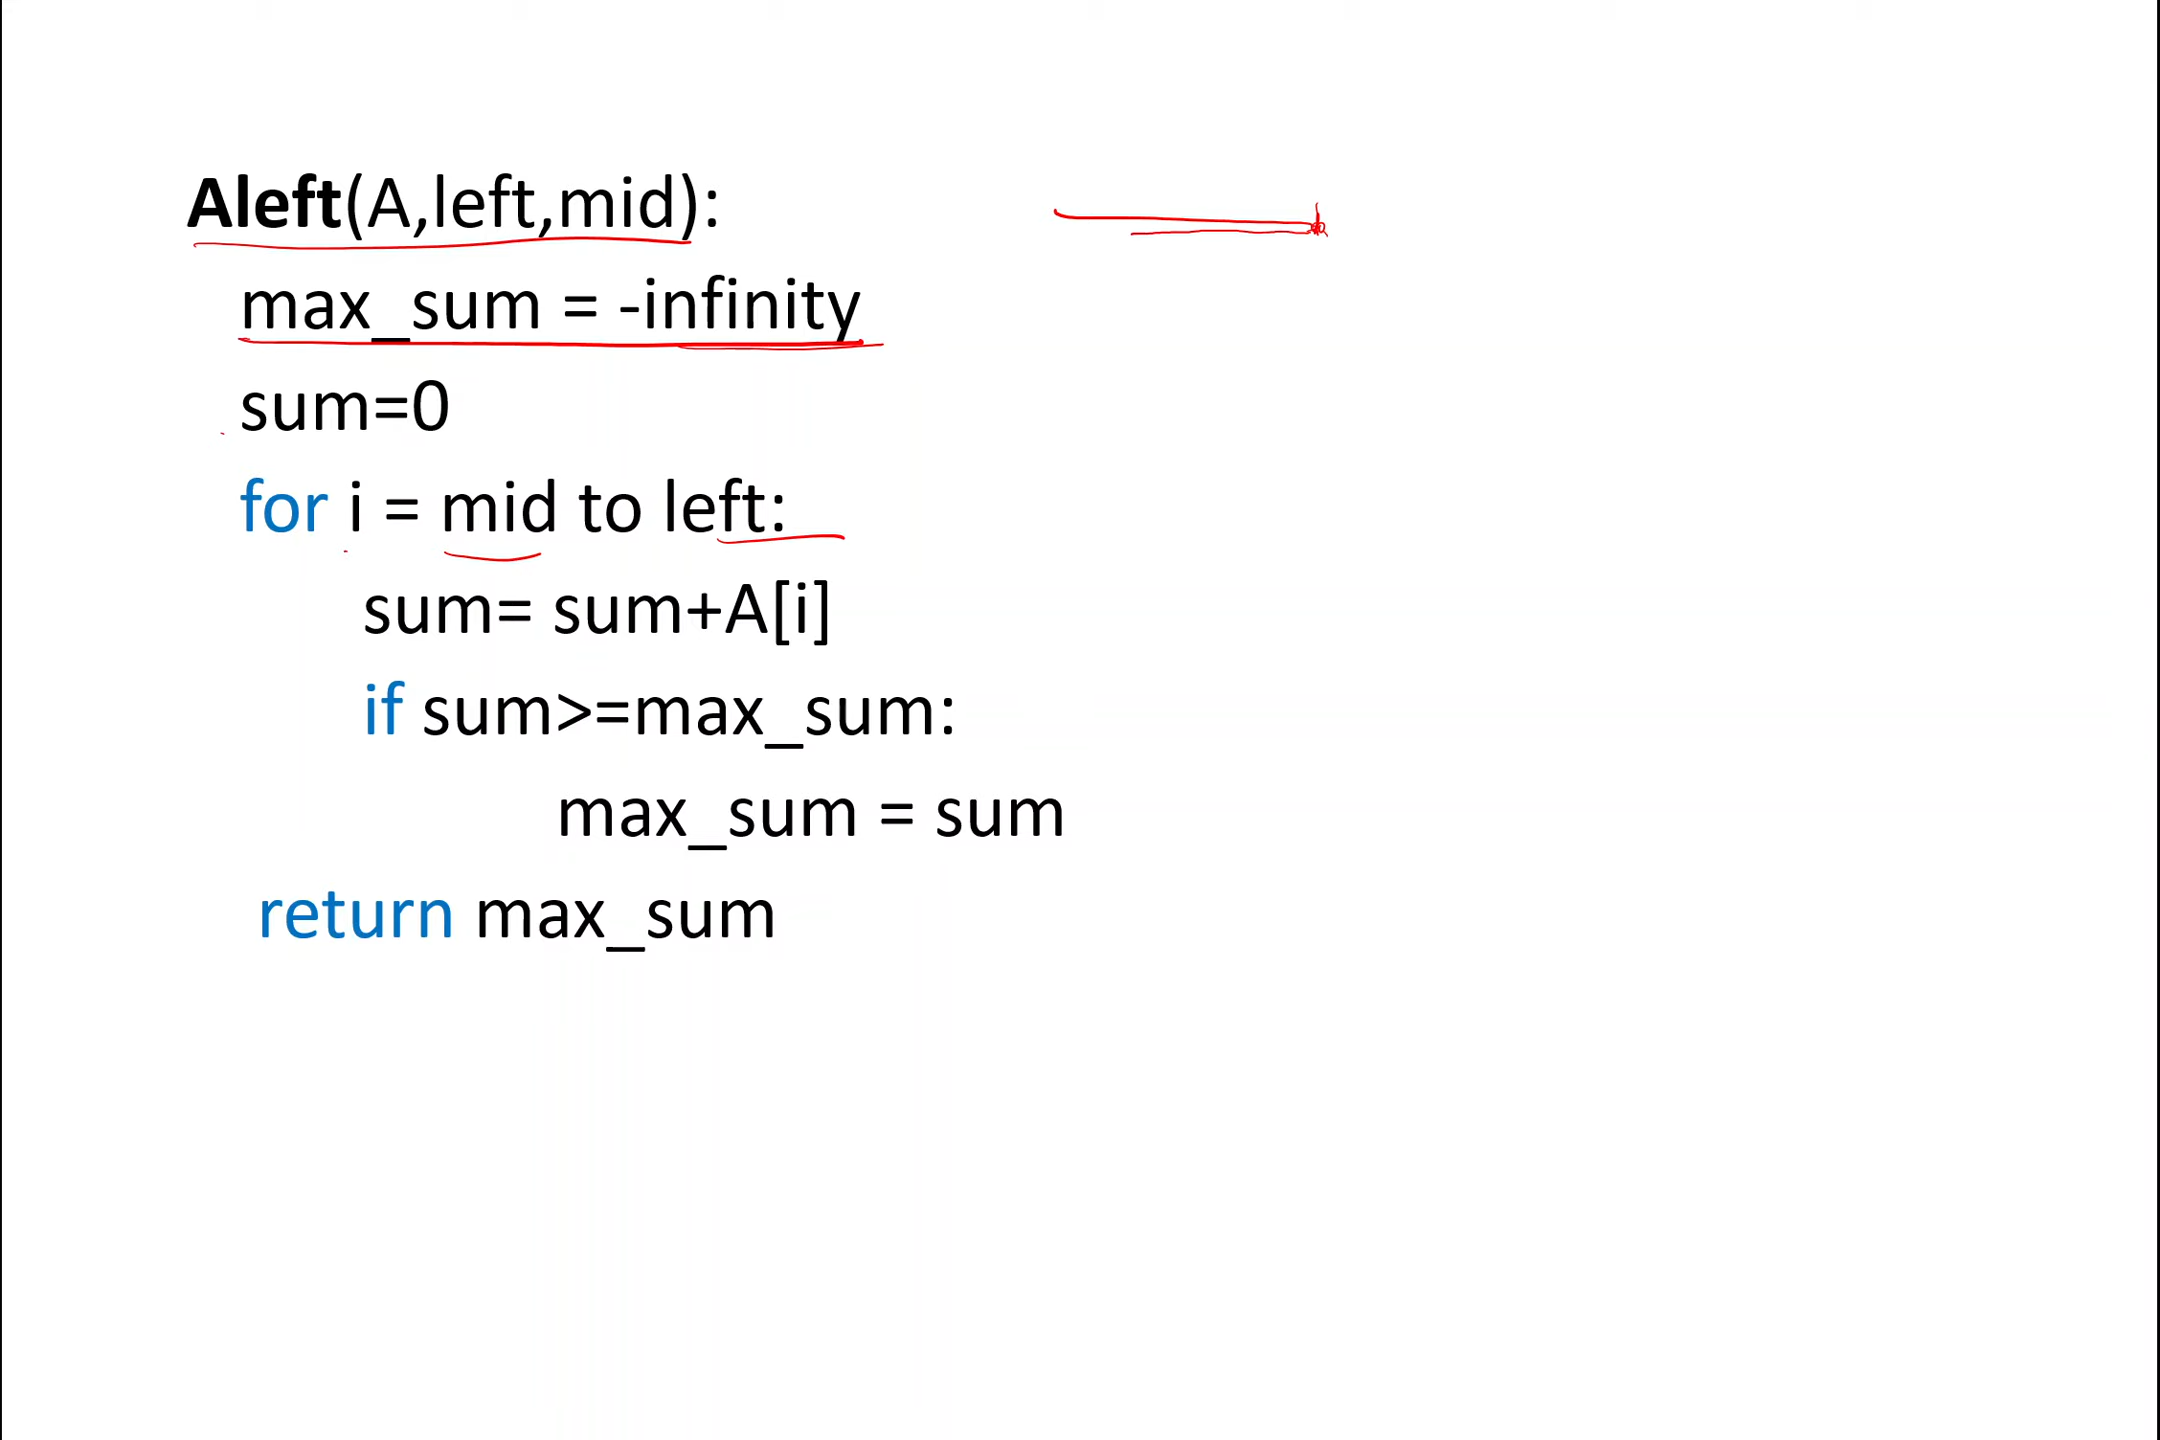 Aleft(A,left,mid):
max_sum = -infinity
sum=0
for i = mid to left:
sum= sum+A[i]
if sum>=max_sum:
max_sum = sum
return max_sum